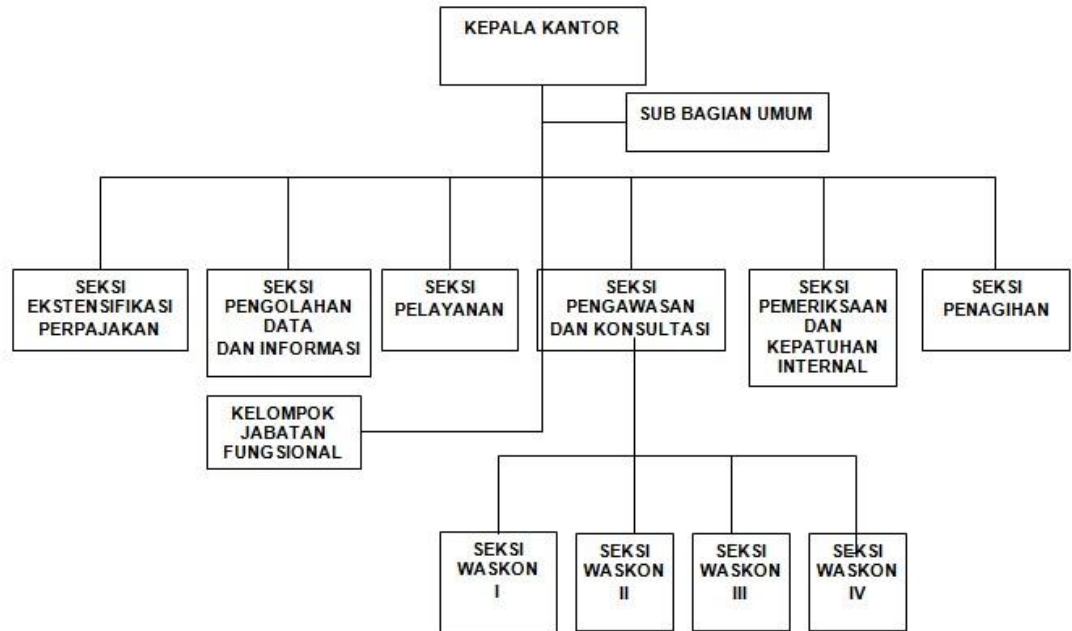 KEPALA KANTOR
SUB BAGIAN UMUM
SEKSI
EKSTENSIFIKASI
PERPAJAKAN
SEKSI
PENGOLAHAN
DATA
DAN INFORMASI
SEKSI
PELAYANAN
SEKSI
PENGAWASAN
DAN KONSULTASI
SEKSI
PEMERIKSAAN
DAN
KEPATUHAN
INTERNAL
SEKSI
PENAGIHAN
KELOMPOK
JABATAN
FUNGSIONAL
SEKSI
WASKON
I
SEKSI
WASKON
II
SEKSI
WASKON
III
SEKSI
WASKON
IV